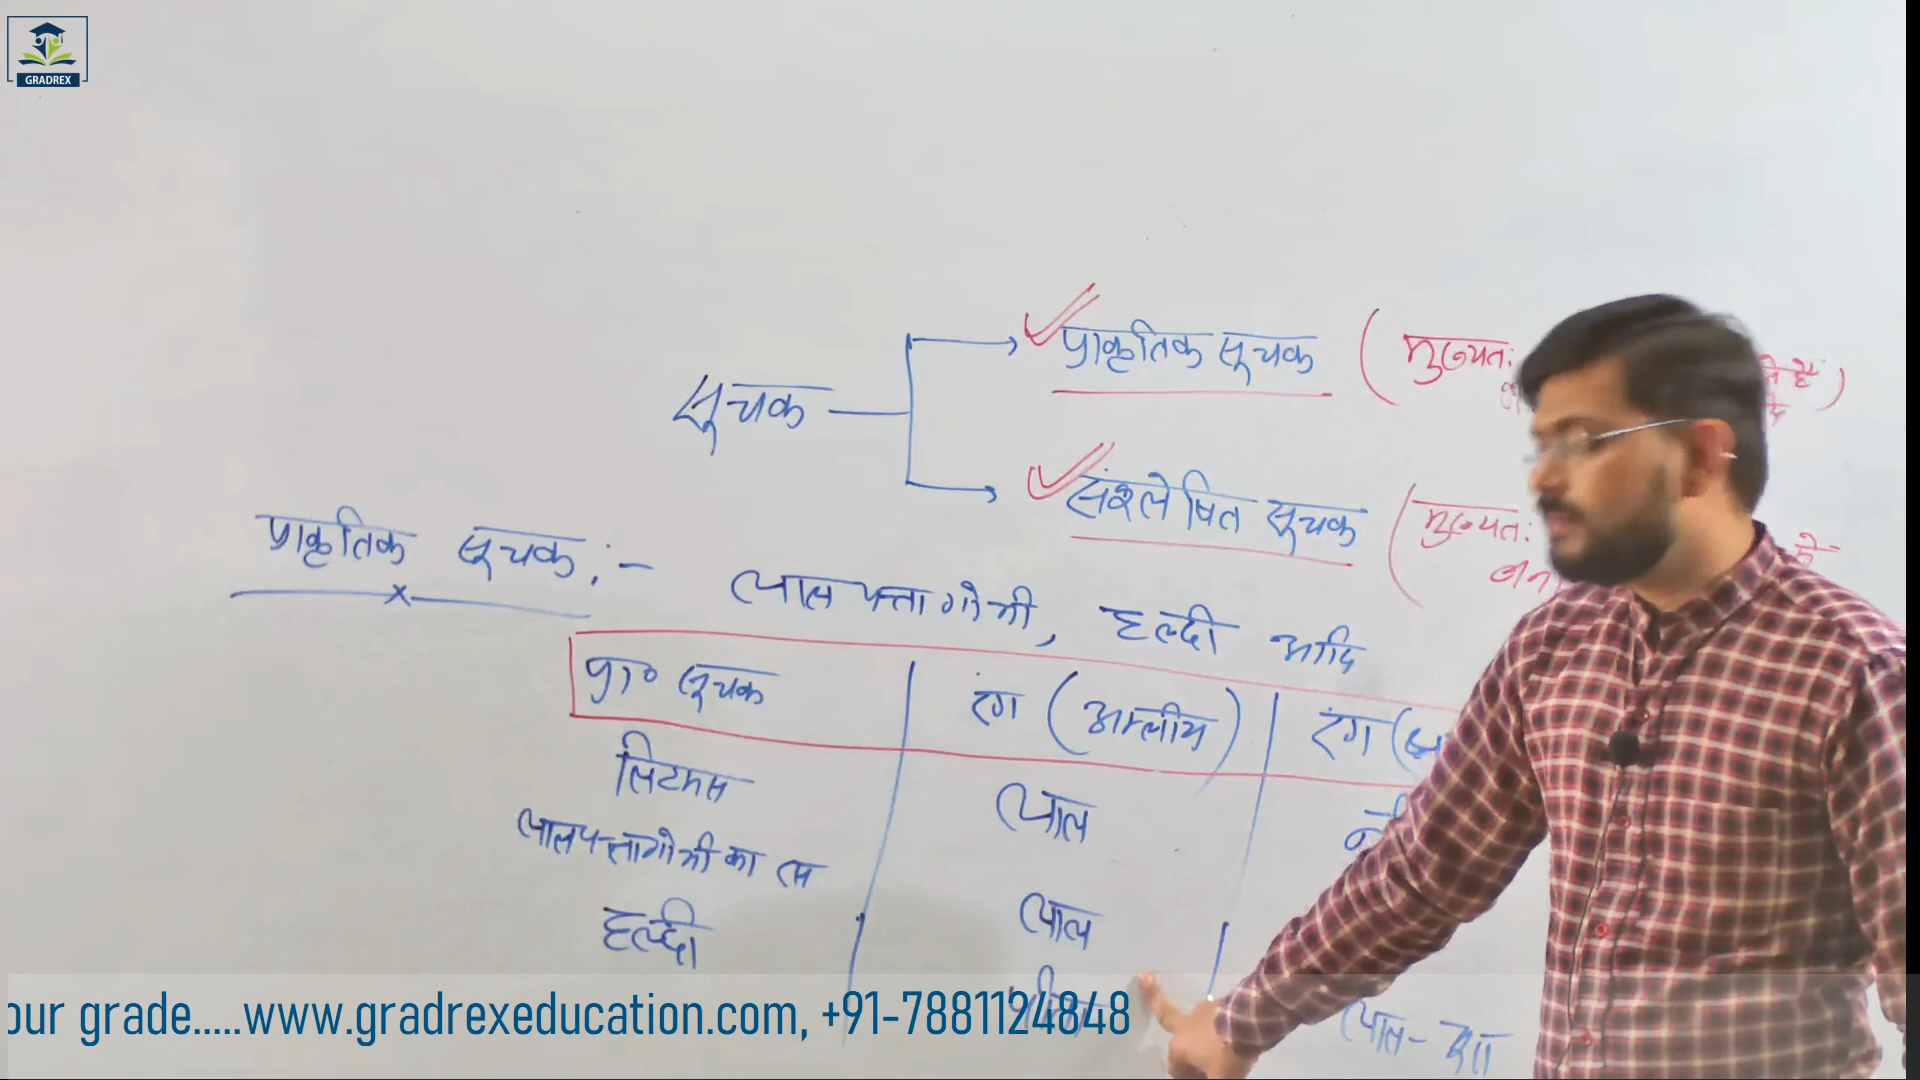 GRADREX
प्राकृतिक सूचक (मुख्यतः
सूचक
संश्लेषित सूचक (मुख्यतः
प्राकृतिक सूचक :-
लाल पत्तागोभी, हल्दी आदि
प्रा० सूचक रंग (अम्लीय) रंग (
लिटमस लाल
लालपत्तागोभी का रस लाल
हल्दी लाल-
our grade.....www.gradrexeducation.com, +91-7881124848